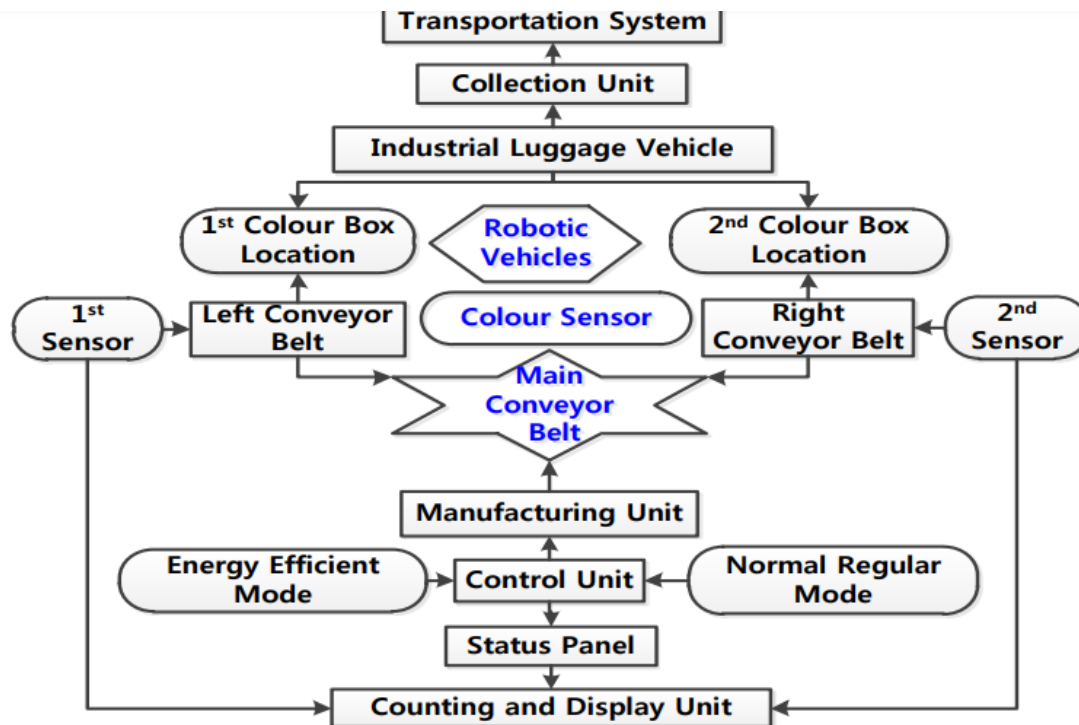 Transportation System
Collection Unit
Industrial Luggage Vehicle
1st Colour Box
Location
Robotic
Vehicles
2nd Colour Box
Location
1st
Sensor
Left Conveyor
Belt
Colour Sensor
Right
Conveyor Belt
2nd
Sensor
Main
Conveyor
Belt
Manufacturing Unit
Energy Efficient
Mode
Control Unit
Normal Regular
Mode
Status Panel
Counting and Display Unit